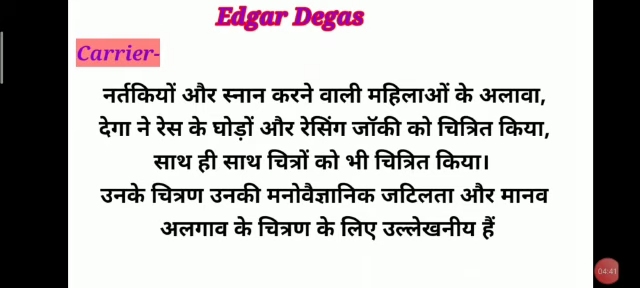 Edgar Degas
Carrier-
नर्तकियों और स्नान करने वाली महिलाओं के अलावा,
देगा ने रेस के घोड़ों और रेसिंग जॉकी को चित्रित किया,
साथ ही साथ चित्रों को भी चित्रित किया।
उनके चित्रण उनकी मनोवैज्ञानिक जटिलता और मानव
अलगाव के चित्रण के लिए उल्लेखनीय हैं
04:41